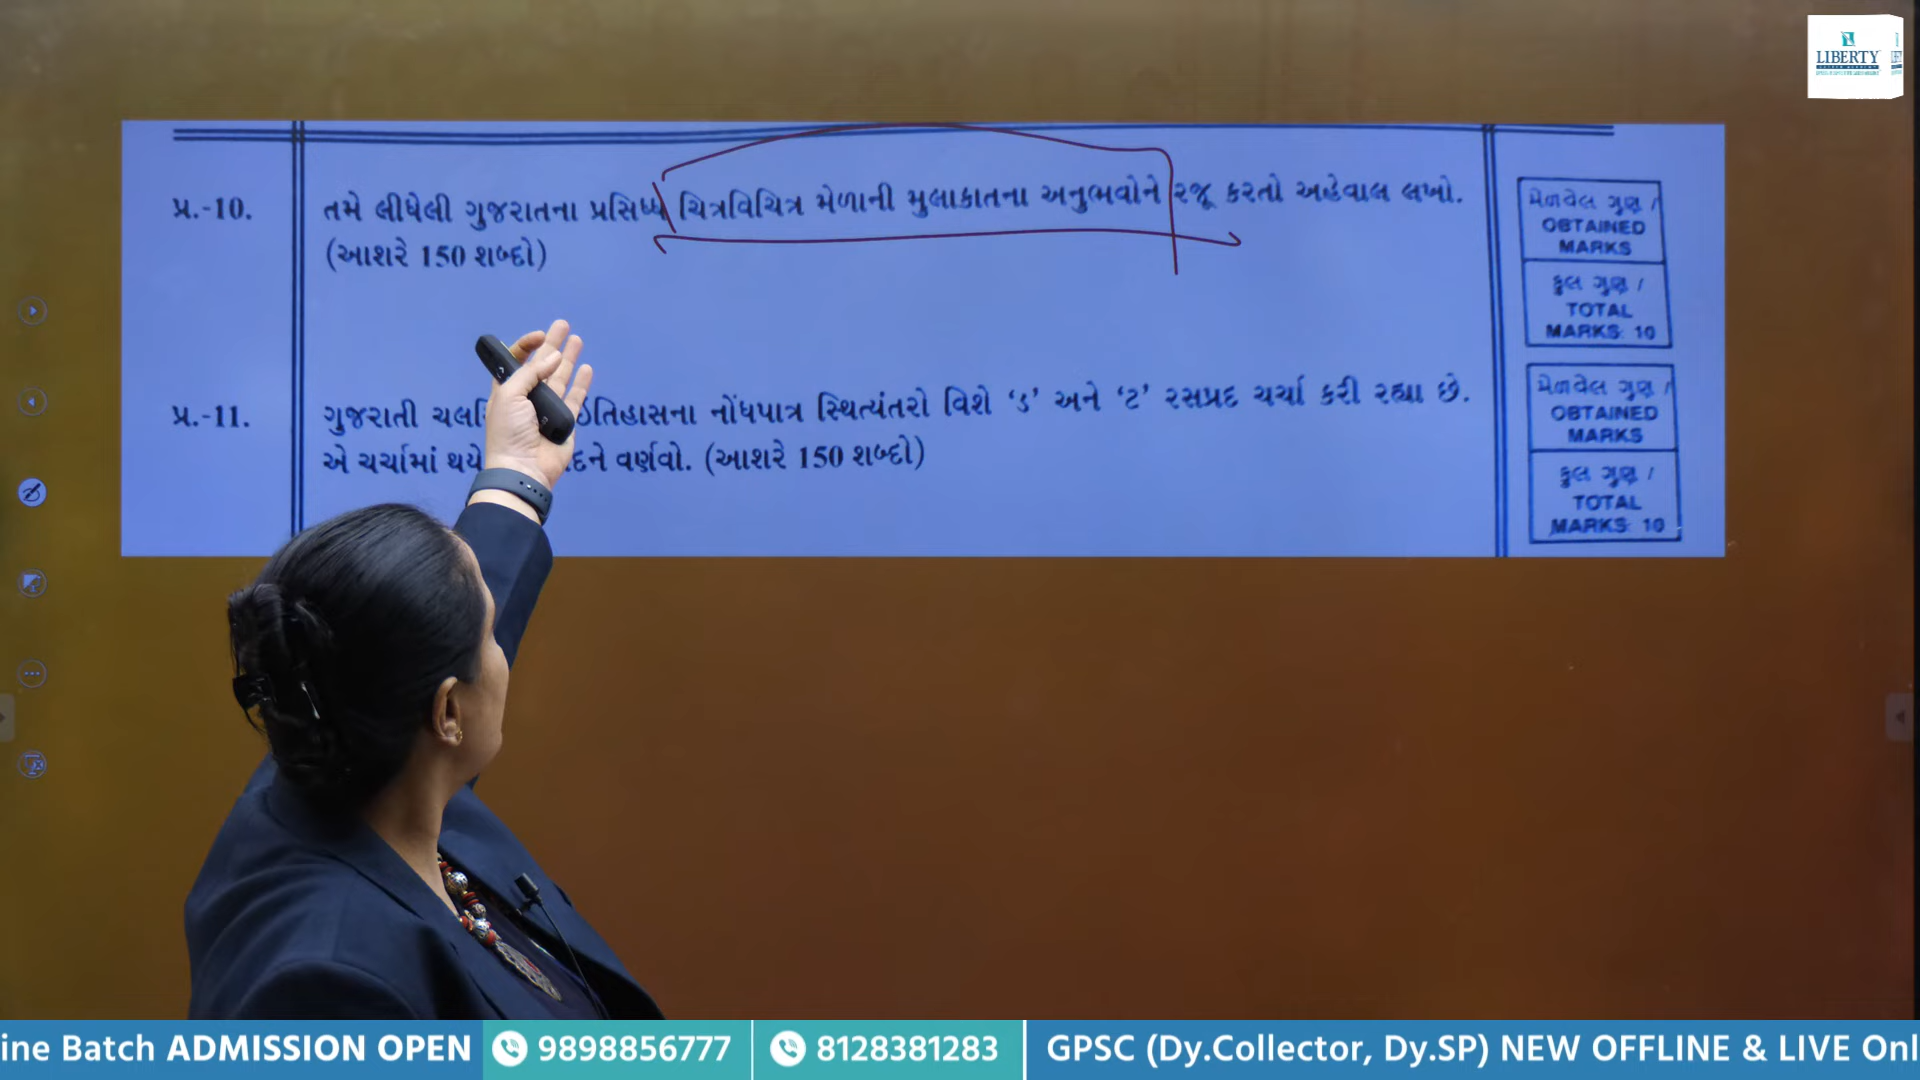 LIBERTY
પ્ર.-10.
તમે લીધેલી ગુજરાતના પ્રસિધ્ધ ચિત્રવિચિત્ર મેળાની મુલાકાતના અનુભવોને રજૂ કરતો અહેવાલ લખો.
(આશરે 150 શબ્દો)
મેળવેલ ગુણ /
OBTAINED
MARKS
કુલ ગુણ /
TOTAL
MARKS: 10
પ્ર.-11.
ગુજરાતી ઇતિહાસના નોંધપાત્ર સ્થિત્યંતરો વિશે ‘ડ’ અને ‘ટ’ રસપ્રદ ચર્ચા કરી રહ્યા છે.
એ ચર્ચામાં વર્ણવો. (આશરે 150 શબ્દો)
મેળવેલ ગુણ /
OBTAINED
MARKS
કુલ ગુણ /
TOTAL
MARKS: 10
ine Batch ADMISSION OPEN 9898856777 8128381283 GPSC (Dy.Collector, Dy.SP) NEW OFFLINE & LIVE Onl